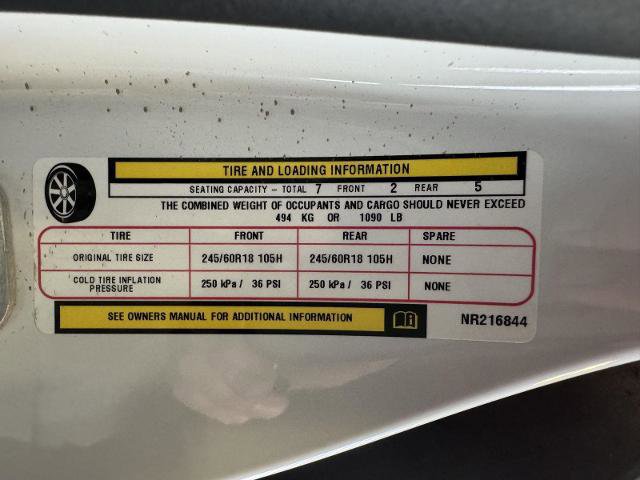 TIRE AND LOADING INFORMATION
SEATING CAPACITY – TOTAL 7 FRONT 2 REAR 5
THE COMBINED WEIGHT OF OCCUPANTS AND CARGO SHOULD NEVER EXCEED
494 KG OR 1090 LB
TIRE FRONT REAR SPARE
ORIGINAL TIRE SIZE 245/60R18 105H 245/60R18 105H NONE
COLD TIRE INFLATION PRESSURE 250 kPa / 36 PSI 250 kPa / 36 PSI NONE
SEE OWNERS MANUAL FOR ADDITIONAL INFORMATION NR216844